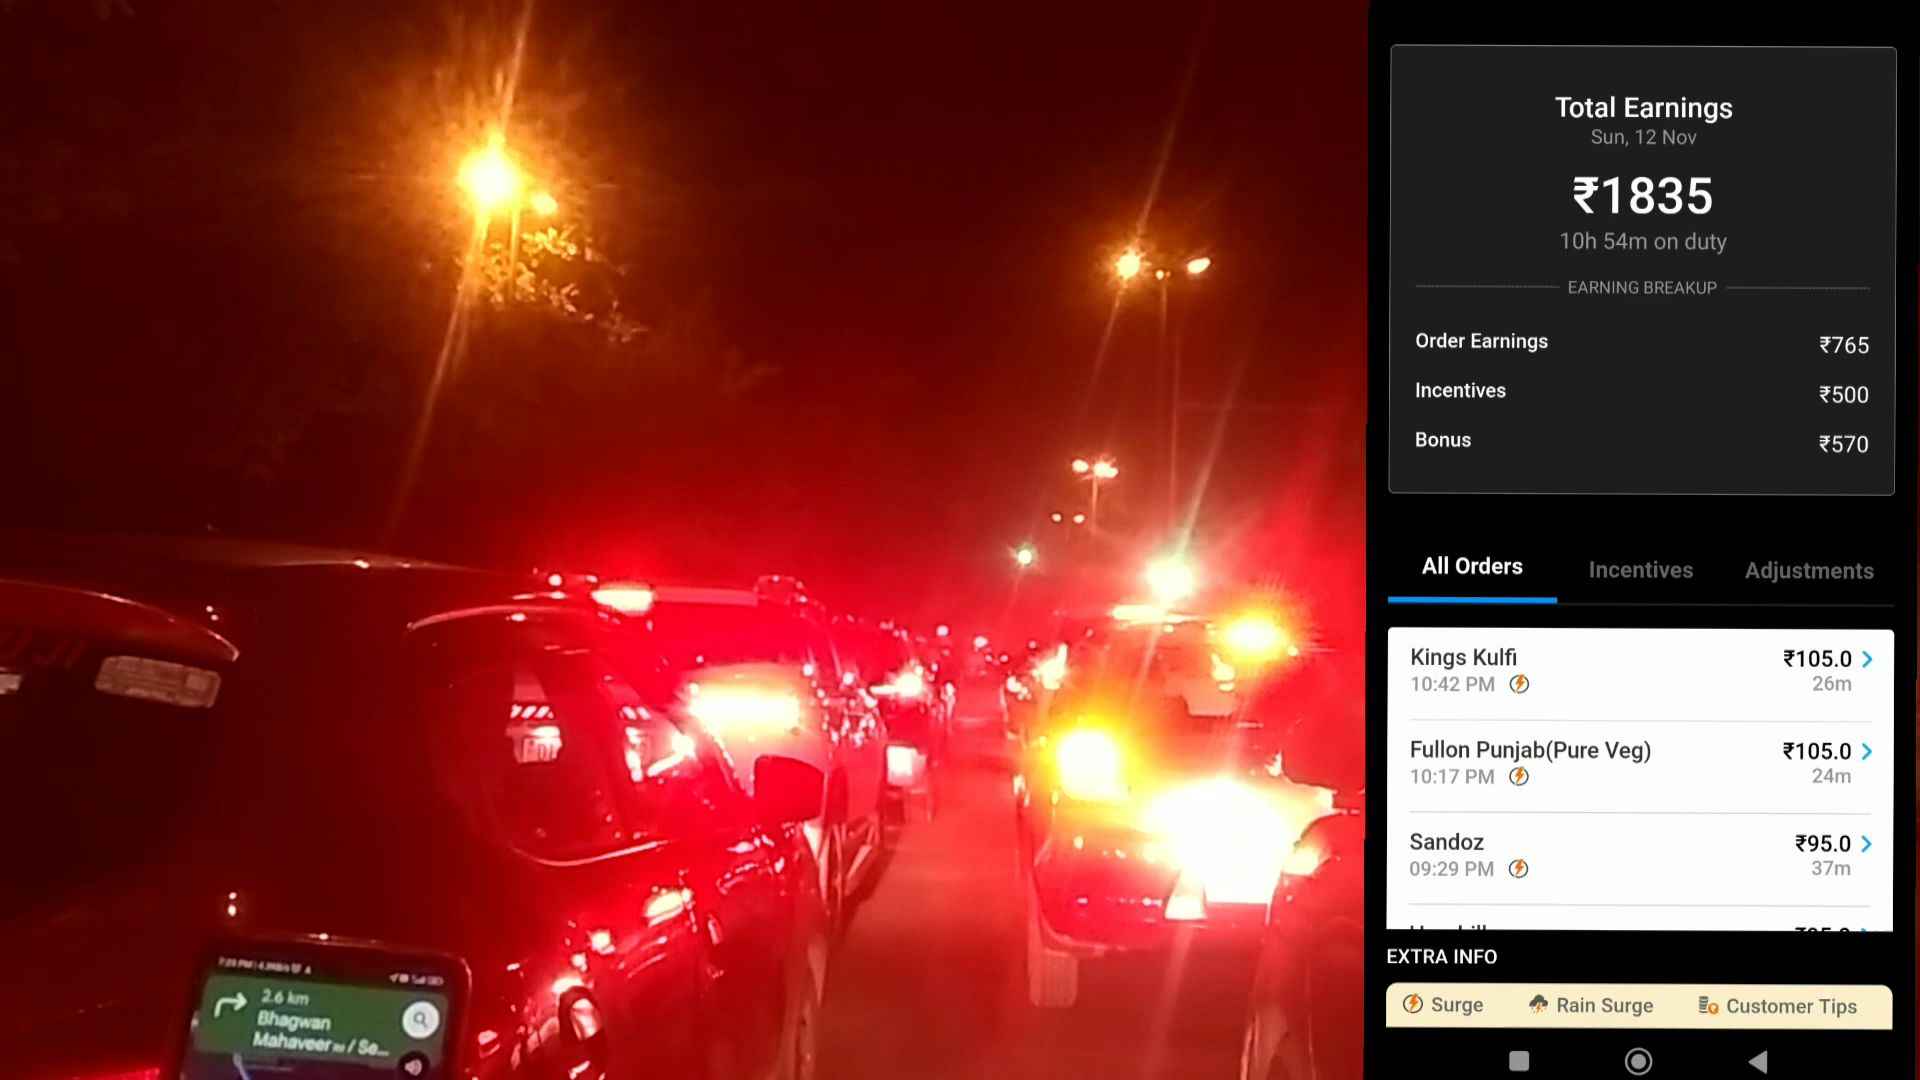 2.6 km
Bhagwan
Mahaveer Rd / Se...
Total Earnings
Sun, 12 Nov
₹1835
10h 54m on duty
EARNING BREAKUP
Order Earnings ₹765
Incentives ₹500
Bonus ₹570
All Orders Incentives Adjustments
Kings Kulfi ₹105.0
10:42 PM 26m
Fullon Punjab(Pure Veg) ₹105.0
10:17 PM 24m
Sandoz ₹95.0
09:29 PM 37m
EXTRA INFO
Surge Rain Surge Customer Tips